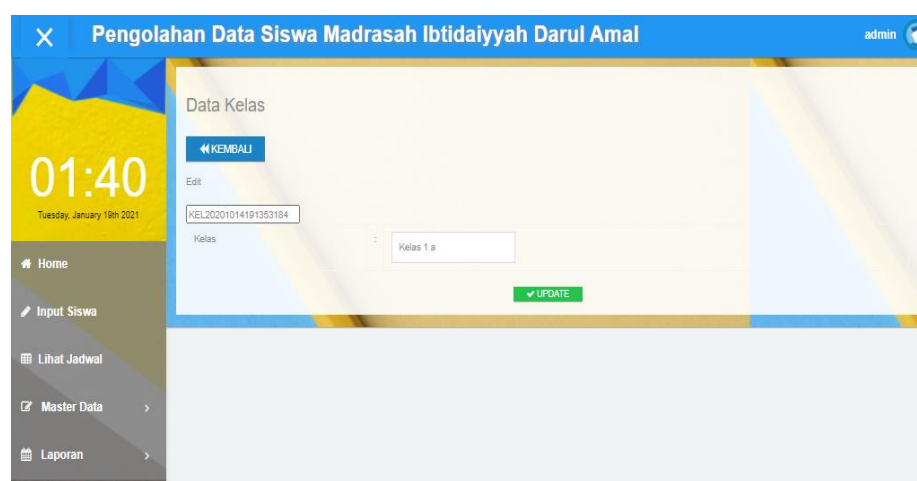 Pengolahan Data Siswa Madrasah Ibtidaiyyah Darul Amal
admin
01:40
Tuesday, January 19th 2021
Home
Input Siswa
Lihat Jadwal
Master Data
Laporan
Data Kelas
KEMBALI
Edit
KEL20201014191353184
Kelas : Kelas 1 a
UPDATE